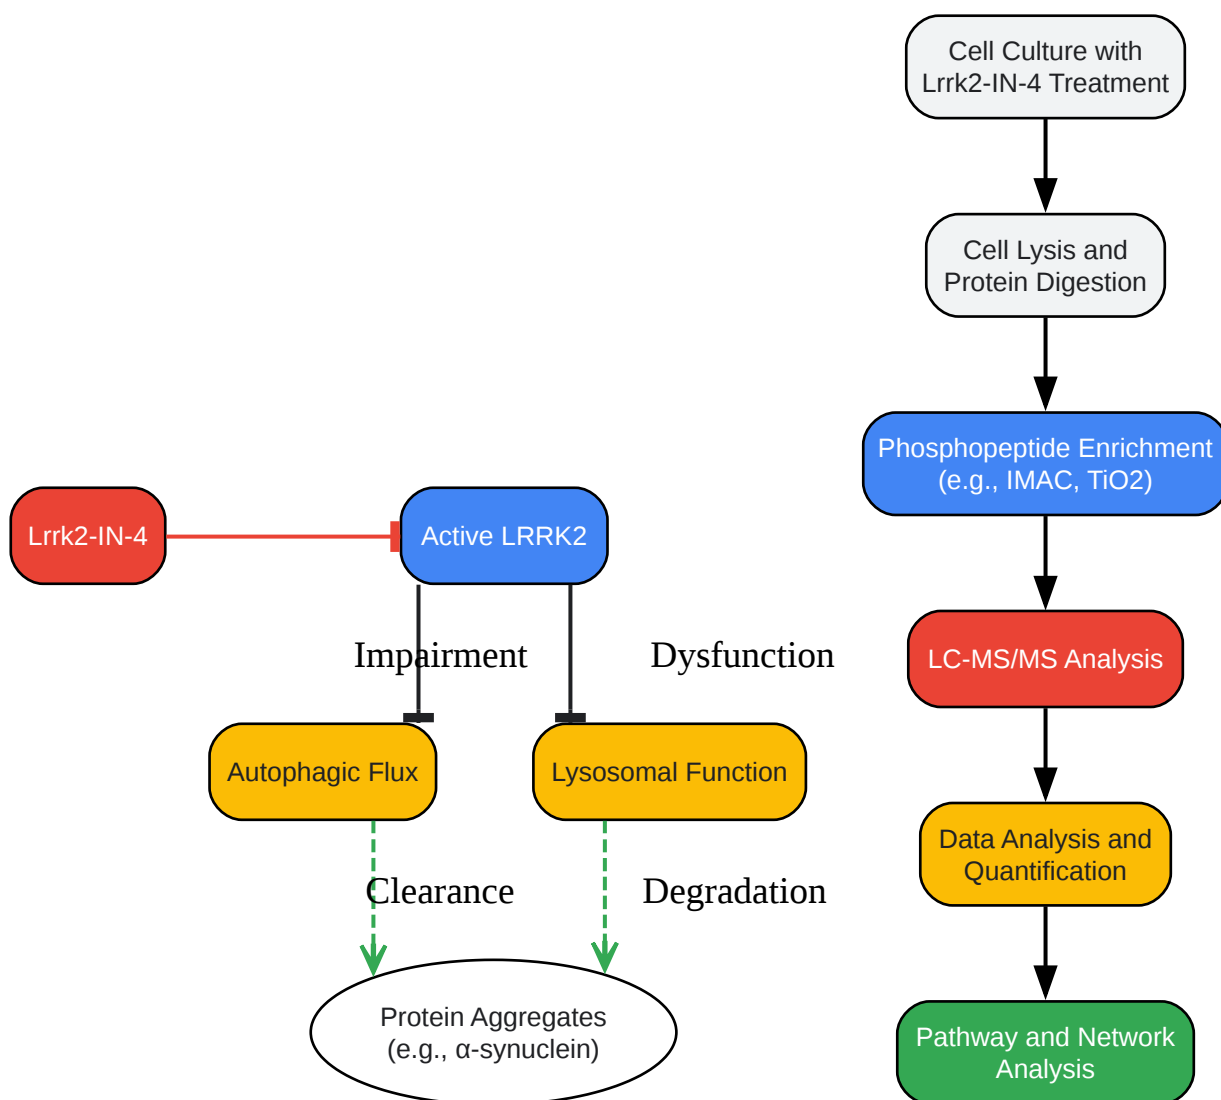 Cell Culture with
Lrrk2-IN-4 Treatment
Cell Lysis and
Protein Digestion
Phosphopeptide Enrichment
(e.g., IMAC, TiO2)
Lrrk2-IN-4
Active LRRK2
Impairment
Dysfunction
LC-MS/MS Analysis
Autophagic Flux
Lysosomal Function
Data Analysis and
Quantification
Clearance
Degradation
Protein Aggregates
(e.g., α-synuclein)
Pathway and Network
Analysis